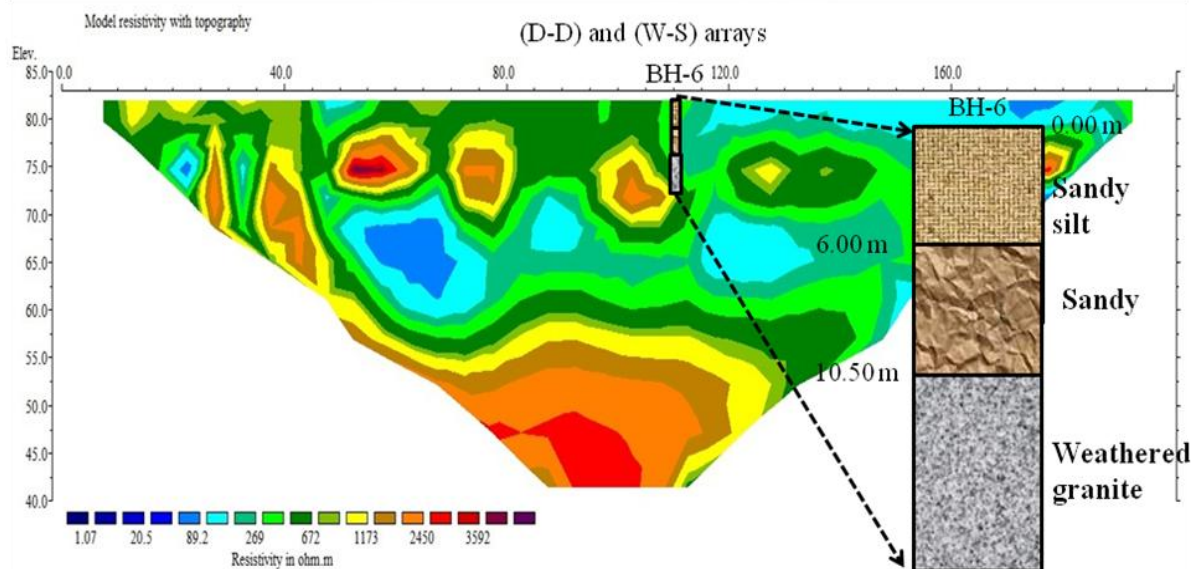 Model resistivity with topography
(D-D) and (W-S) arrays
Elev.
BH-6
85.0 0.0 40.0 80.0 120.0 160.0
80.0
75.0
70.0
65.0
60.0
55.0
50.0
45.0
40.0
BH-6
0.00 m
Sandy
silt
6.00 m
Sandy
10.50 m
Weathered
granite
1.07 20.5 89.2 269 672 1173 2450 3592
Resistivity in ohm.m